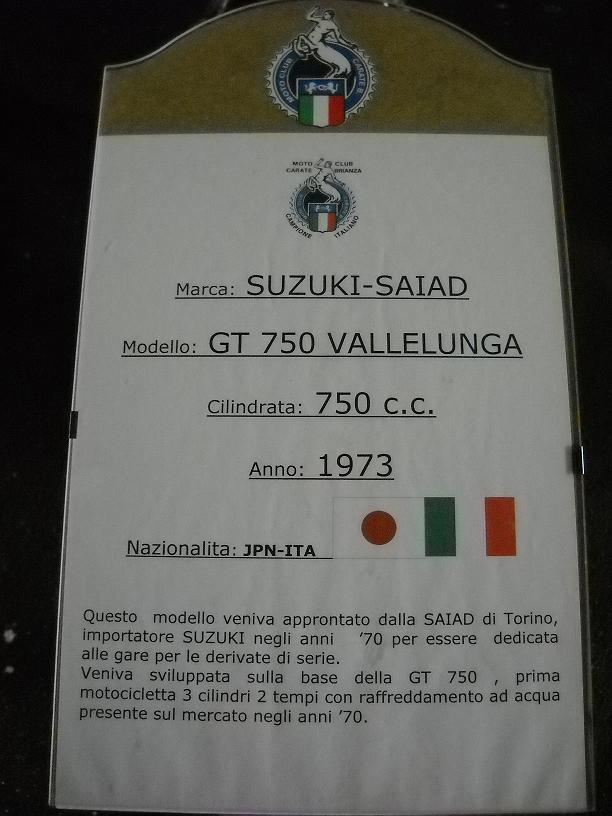 MOTO CLUB CARATE B.
MOTO CLUB
CARATE BRIANZA
CAMPIONE ITALIANO
Marca: SUZUKI-SAIAD
Modello: GT 750 VALLELUNGA
Cilindrata: 750 c.c.
Anno: 1973
Nazionalita: JPN-ITA
Questo modello veniva approntato dalla SAIAD di Torino,
importatore SUZUKI negli anni '70 per essere dedicata
alle gare per le derivate di serie.
Veniva sviluppata sulla base della GT 750 , prima
motocicletta 3 cilindri 2 tempi con raffreddamento ad acqua
presente sul mercato negli anni '70.